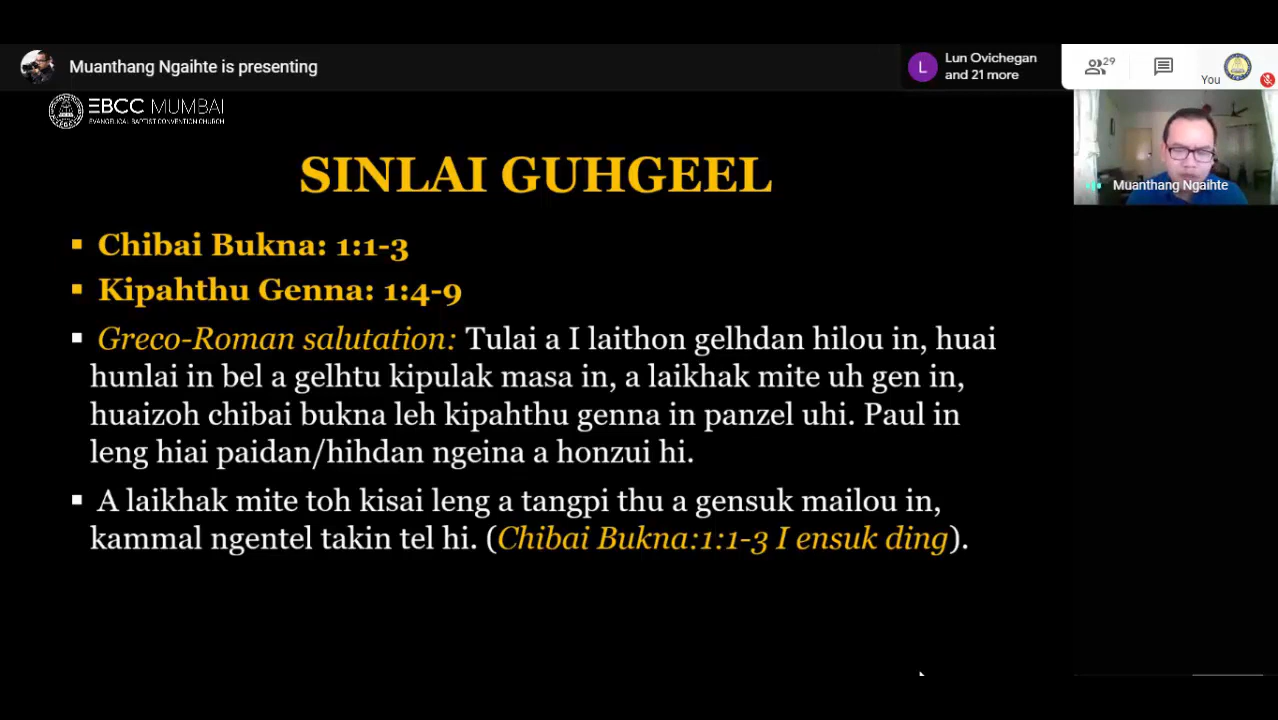 Muanthang Ngaihte is presenting
L
Lun Ovichegan
and 21 more
29
You
EBCC MUMBAI
EVANGELICAL BAPTIST CONVENTION CHURCH
Muanthang Ngaihte
SINLAI GUHGEEL
▪ Chibai Bukna: 1:1-3
▪ Kipahthu Genna: 1:4-9
▪ Greco-Roman salutation: Tulai a I laithon gelhdan hilou in, huai
hunlai in bel a gelhtu kipulak masa in, a laikhak mite uh gen in,
huaizoh chibai bukna leh kipahthu genna in panzel uhi. Paul in
leng hiai paidan/hihdan ngeina a honzui hi.
▪ A laikhak mite toh kisai leng a tangpi thu a gensuk mailou in,
kammal ngentel takin tel hi. (Chibai Bukna:1:1-3 I ensuk ding).